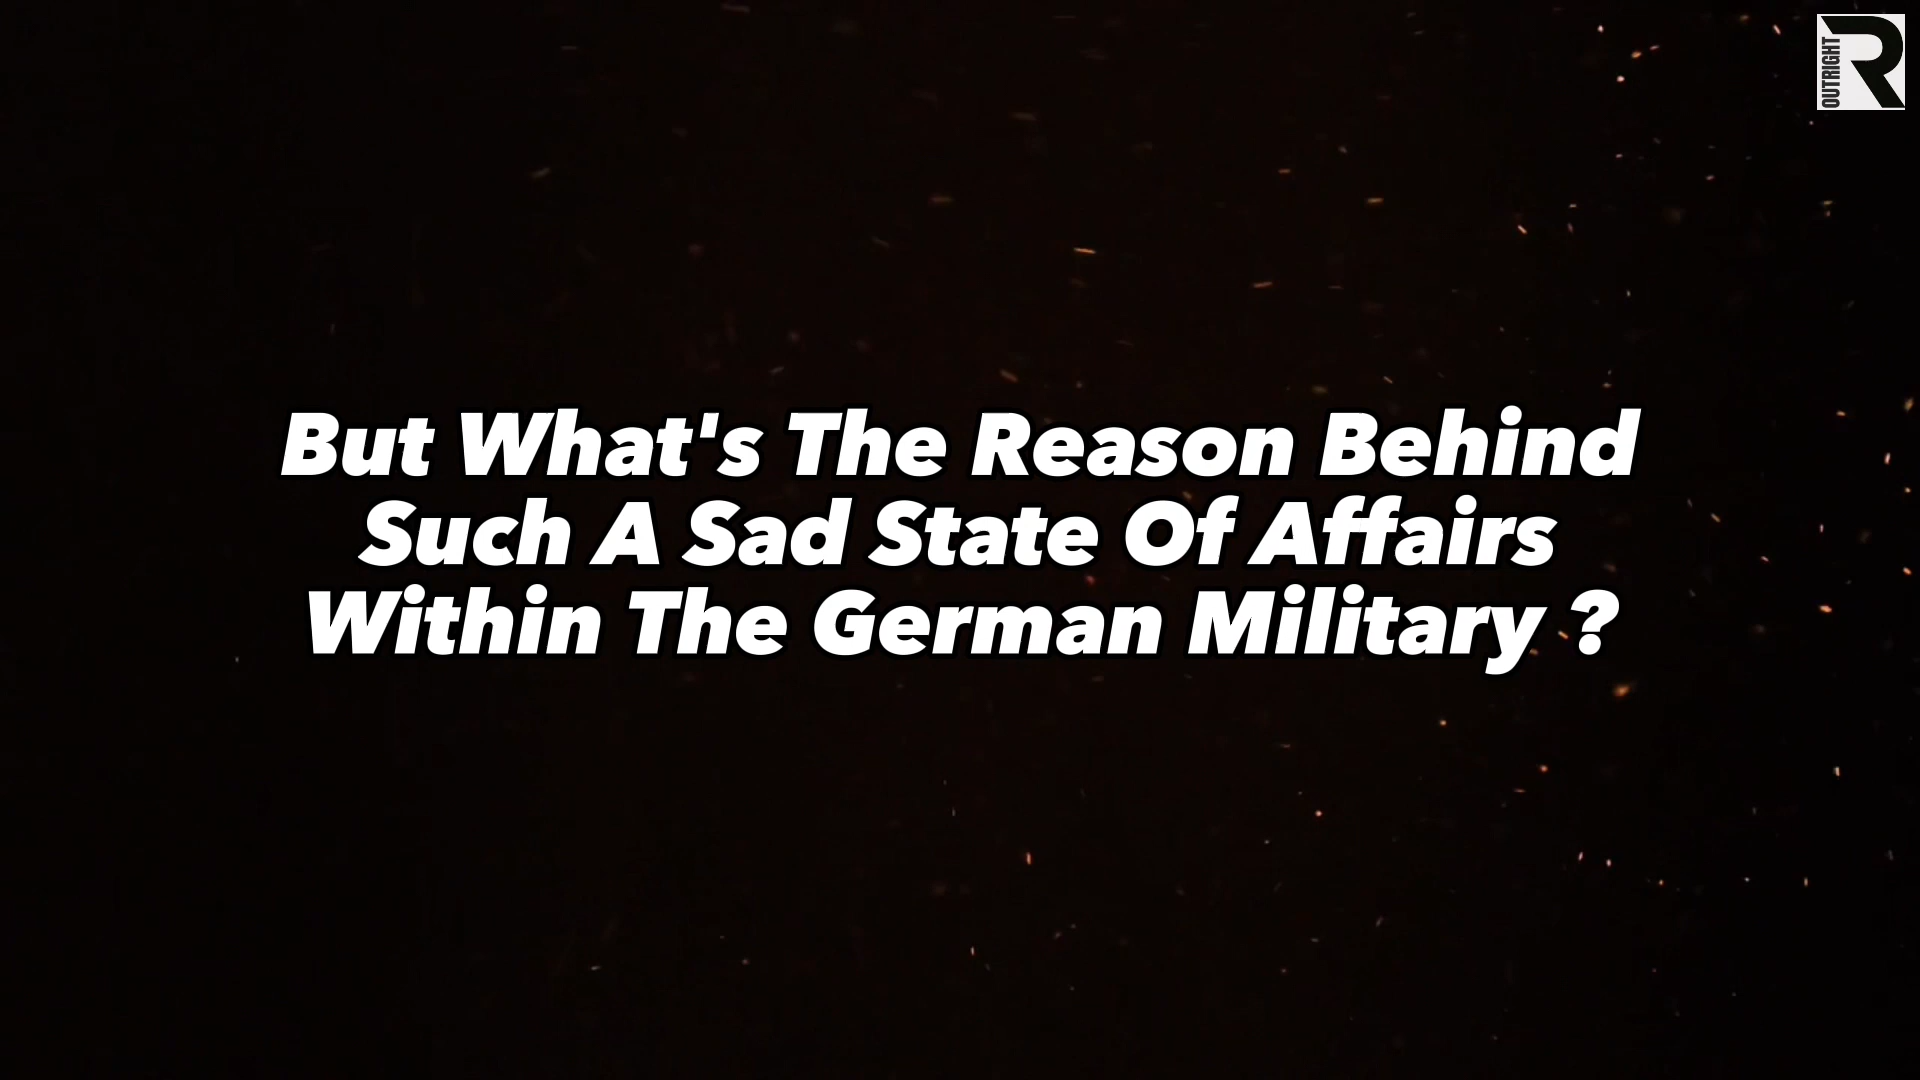 OUTRIGHT
R
But What's The Reason Behind
Such A Sad State Of Affairs
Within The German Military ?